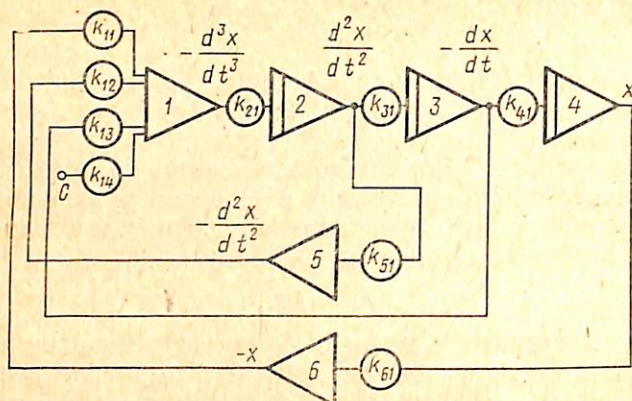 k₁₁
k₁₂
k₁₃
k₁₄
C
1
-d³x/dt³
k₂₁
2
d²x/dt²
k₃₁
3
-dx/dt
k₄₁
4
x
-d²x/dt²
5
k₅₁
-x
6
k₆₁